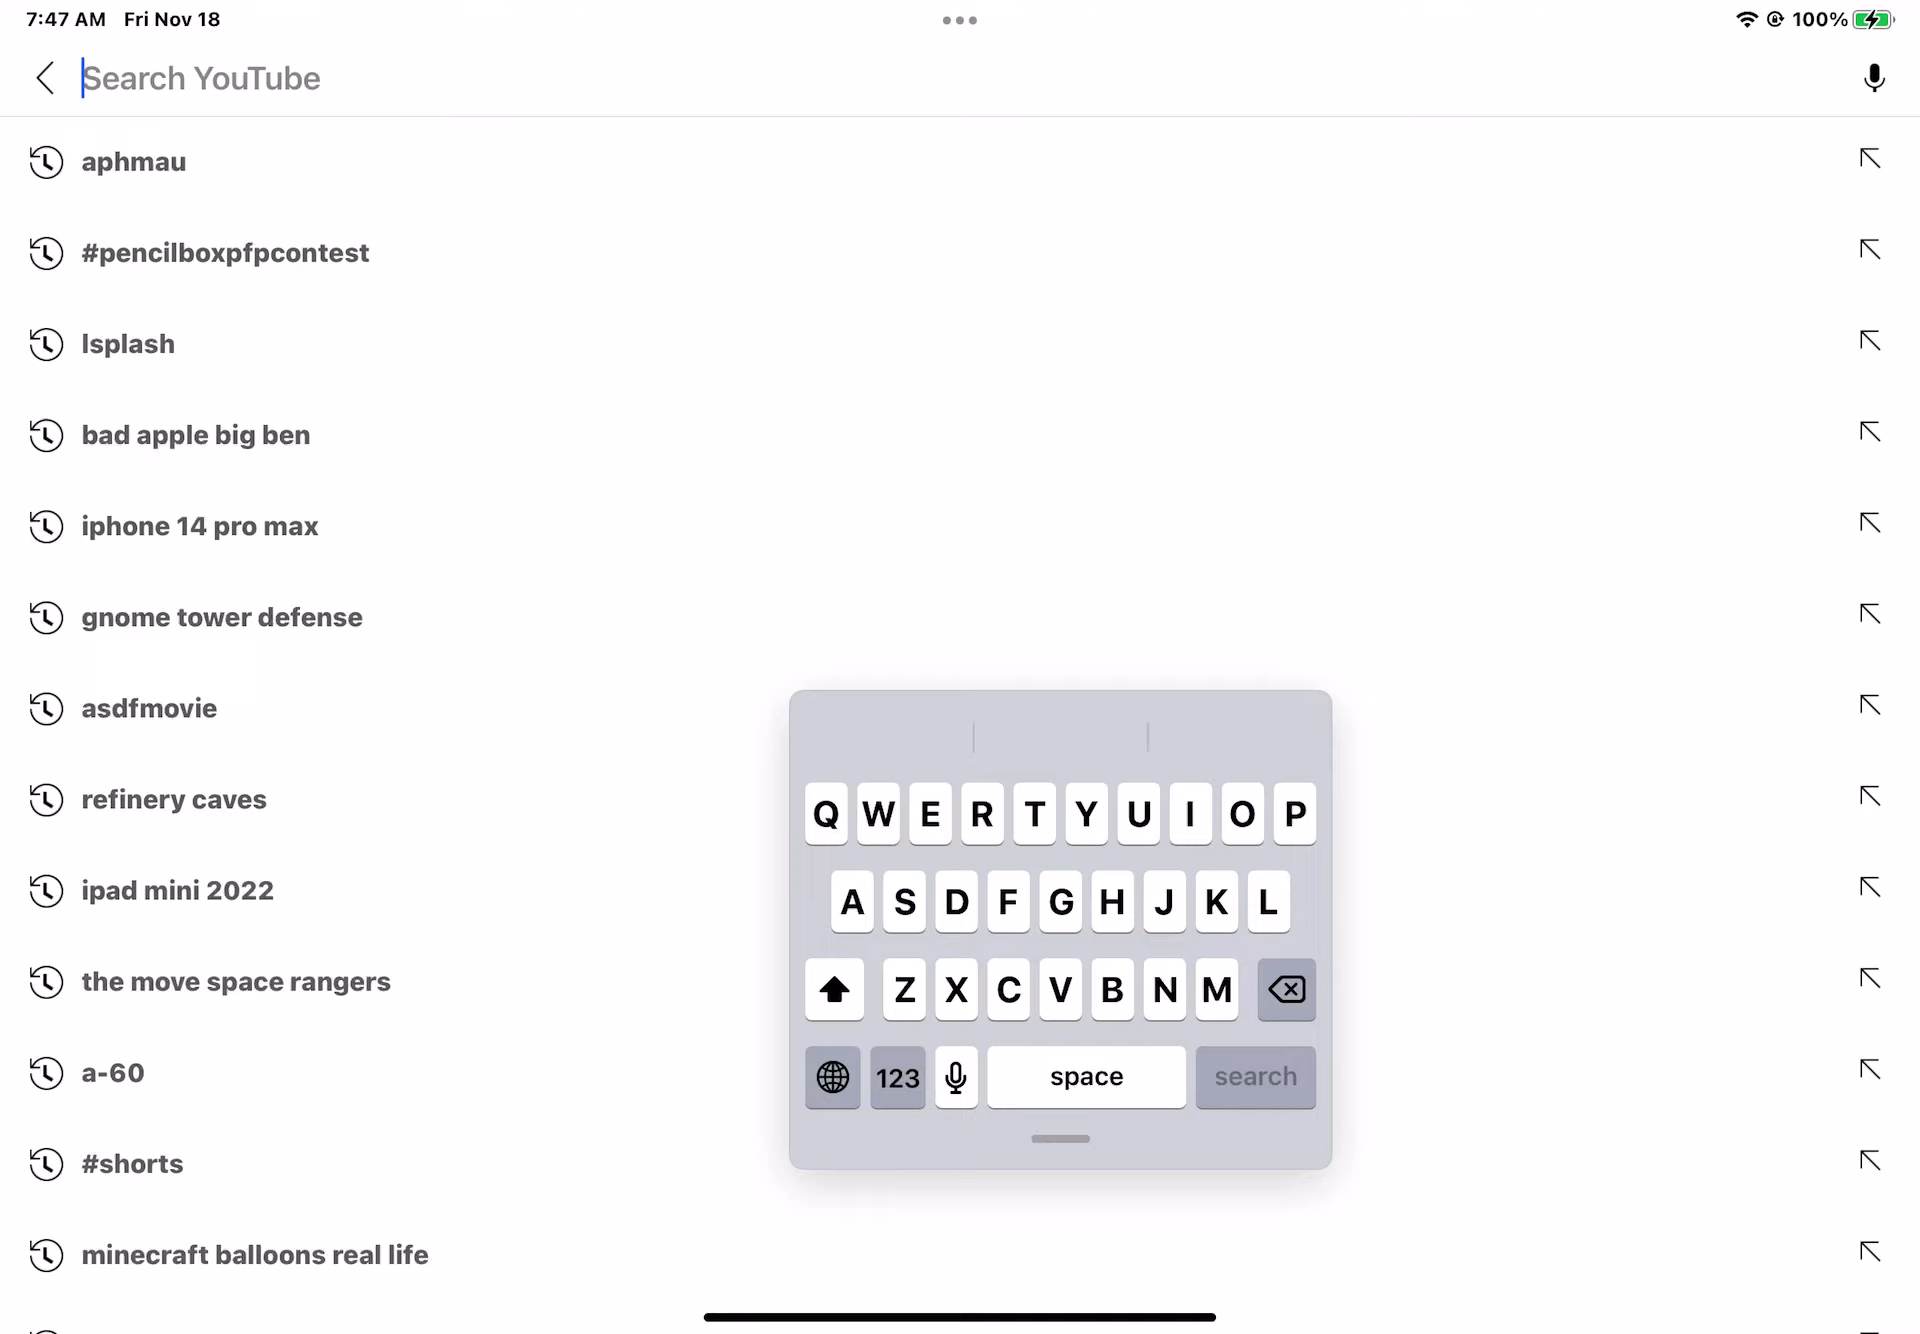 7:47 AM Fri Nov 18 100%
Search YouTube
aphmau
#pencilboxpfpcontest
lsplash
bad apple big ben
iphone 14 pro max
gnome tower defense
asdfmovie
refinery caves
ipad mini 2022
the move space rangers
a-60
#shorts
minecraft balloons real life
Q W E R T Y U I O P
A S D F G H J K L
Z X C V B N M
123 space search